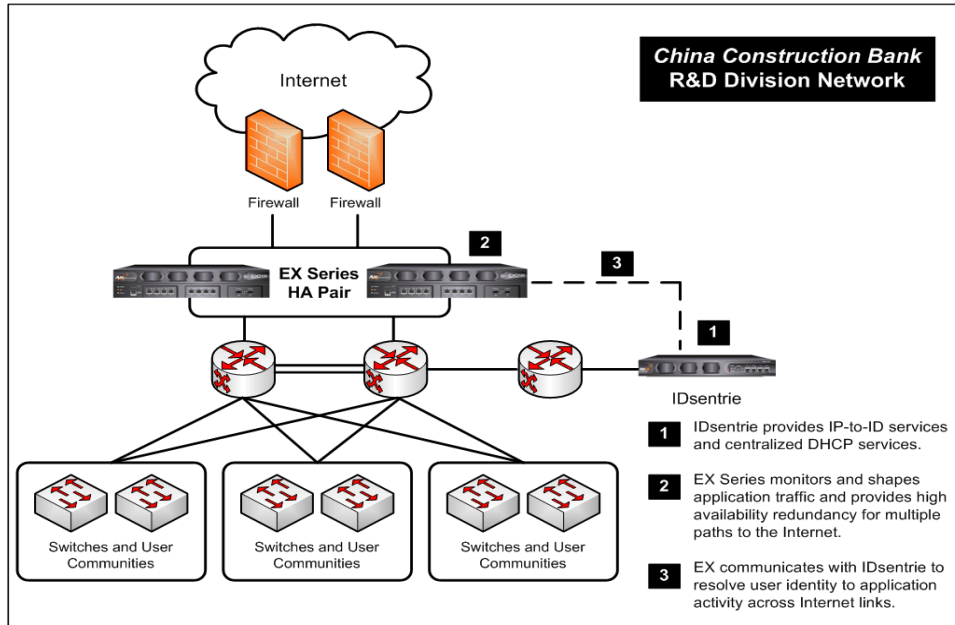 China Construction Bank
R&D Division Network
Internet
Firewall
Firewall
2
EX Series
HA Pair
3
1
IDsentrie
1
IDsentrie provides IP-to-ID services
and centralized DHCP services.
2
EX Series monitors and shapes
application traffic and provides high
availability redundancy for multiple
paths to the Internet.
3
EX communicates with IDsentrie to
resolve user identity to application
activity across Internet links.
Switches and User
Communities
Switches and User
Communities
Switches and User
Communities